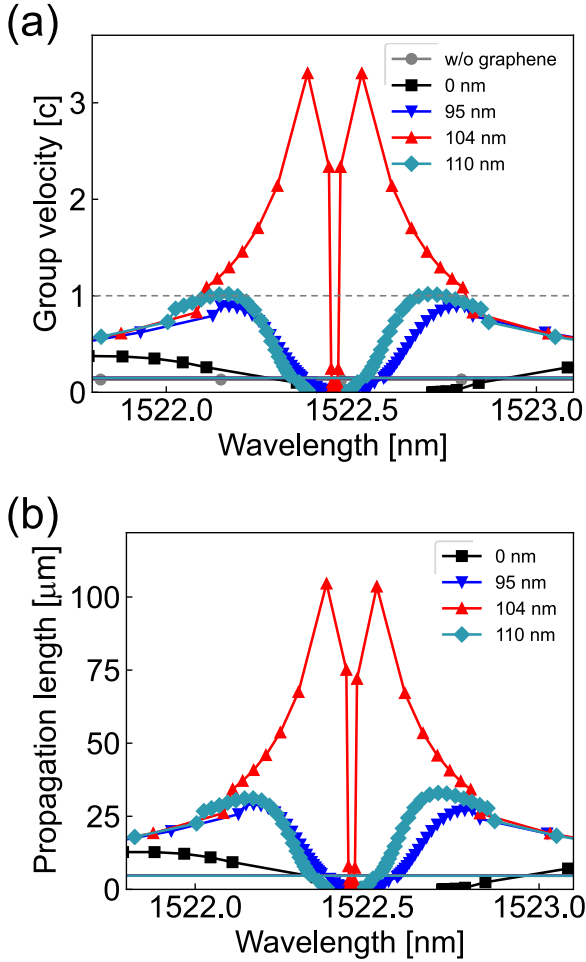 (a)
Group velocity [c]
3
2
1
0
w/o graphene
0 nm
95 nm
104 nm
110 nm
1522.0
1522.5
1523.0
Wavelength [nm]
(b)
Propagation length [μm]
100
75
50
25
0
0 nm
95 nm
104 nm
110 nm
1522.0
1522.5
1523.0
Wavelength [nm]